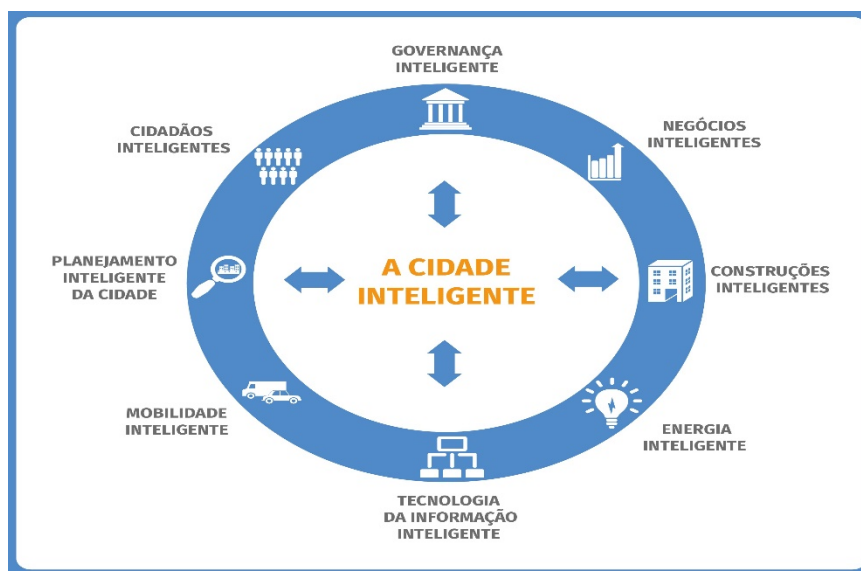 GOVERNANÇA
INTELIGENTE
NEGÓCIOS
INTELIGENTES
CONSTRUÇÕES
INTELIGENTES
ENERGIA
INTELIGENTE
TECNOLOGIA
DA INFORMAÇÃO
INTELIGENTE
MOBILIDADE
INTELIGENTE
PLANEJAMENTO
INTELIGENTE
DA CIDADE
CIDADÃOS
INTELIGENTES
A CIDADE
INTELIGENTE